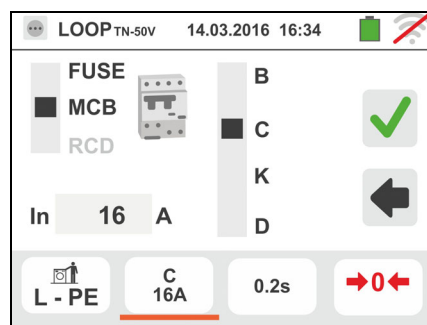 LOOP TN-50V 14.03.2016 16:34
FUSE
MCB
RCD
B
C
K
D
In 16 A
L - PE
C
16A
0.2s
0